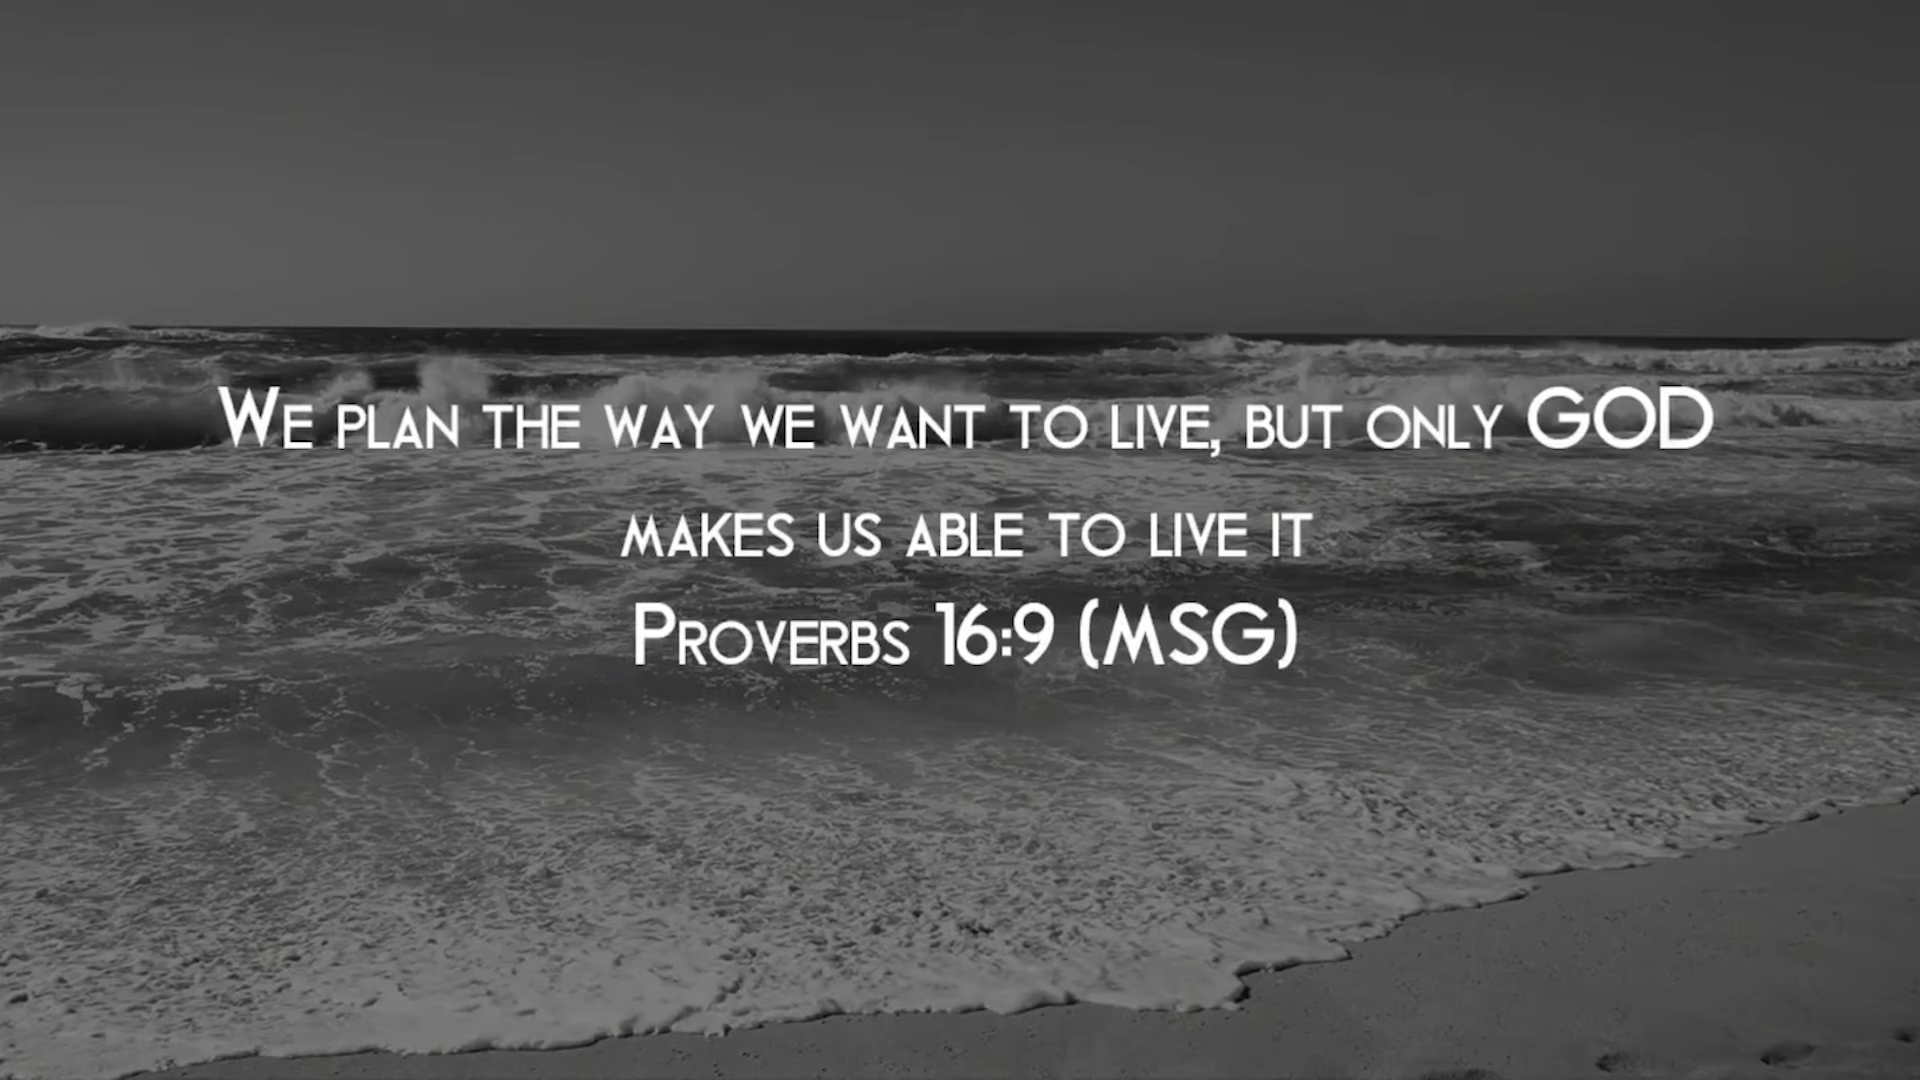 We plan the way we want to live, but only GOD
makes us able to live it
Proverbs 16:9 (MSG)